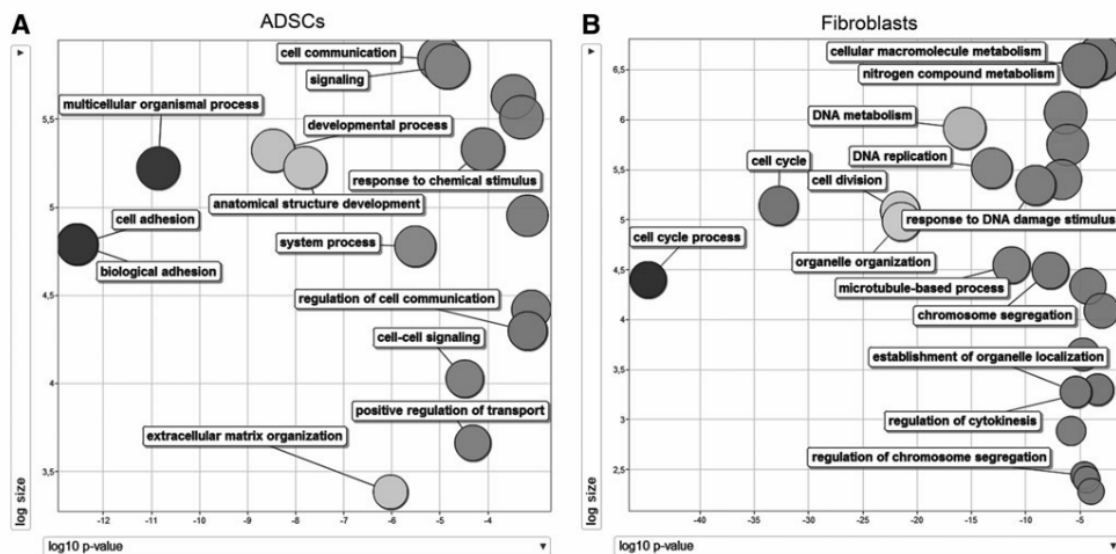 A
ADSCs
cell communication
signaling
multicellular organismal process
developmental process
response to chemical stimulus
anatomical structure development
cell adhesion
system process
biological adhesion
regulation of cell communication
cell-cell signaling
positive regulation of transport
extracellular matrix organization
5,5
5
4,5
4
3,5
-12
-11
-10
-9
-8
-7
-6
-5
-4
log size
log10 p-value
B
Fibroblasts
cellular macromolecule metabolism
nitrogen compound metabolism
DNA metabolism
DNA replication
cell cycle
cell division
response to DNA damage stimulus
cell cycle process
organelle organization
microtubule-based process
chromosome segregation
establishment of organelle localization
regulation of cytokinesis
regulation of chromosome segregation
6,5
6
5,5
5
4,5
4
3,5
3
2,5
-40
-35
-30
-25
-20
-15
-10
-5
log size
log10 p-value